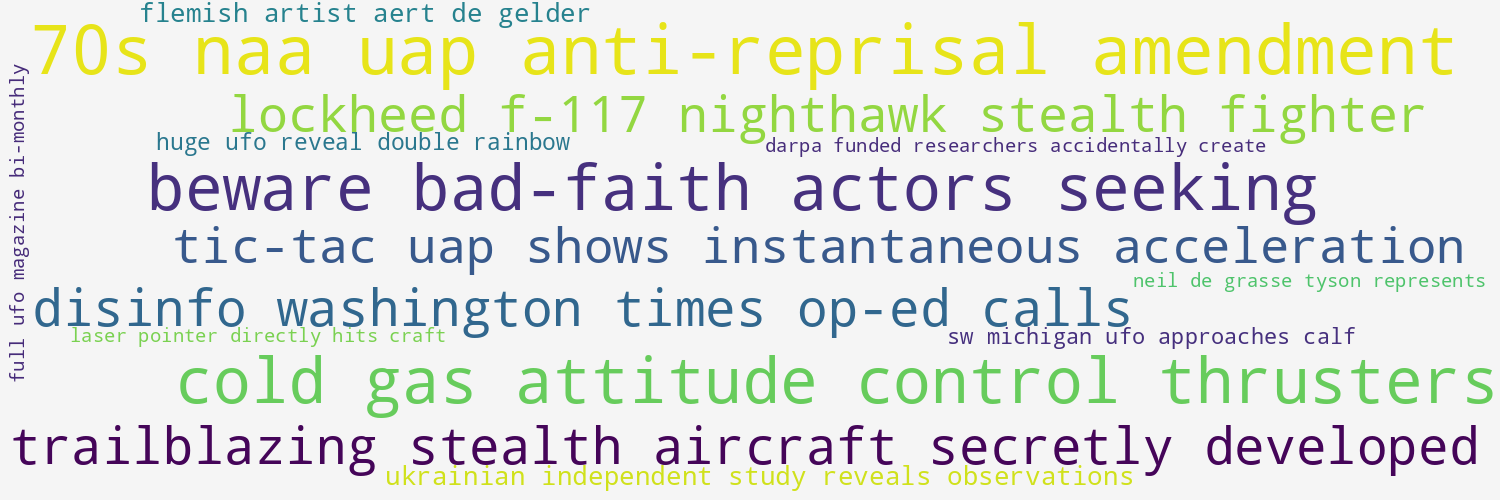 flemish artist aert de gelder
70s naa uap anti-reprisal amendment
full ufo magazine bi-monthly
lockheed f-117 nighthawk stealth fighter
huge ufo reveal double rainbow
darpa funded researchers accidentally create
beware bad-faith actors seeking
tic-tac uap shows instantaneous acceleration
neil de grasse tyson represents
disinfo washington times op-ed calls
laser pointer directly hits craft
sw michigan ufo approaches calf
cold gas attitude control thrusters
trailblazing stealth aircraft secretly developed
ukrainian independent study reveals observations